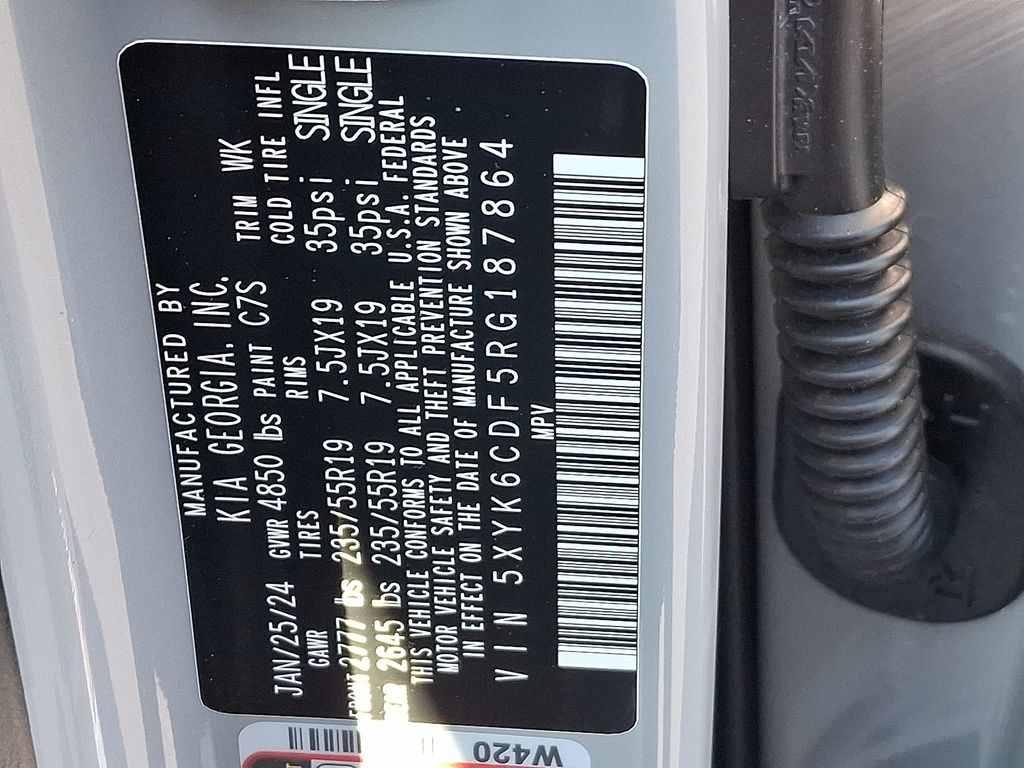 MANUFACTURED BY
KIA GEORGIA, INC.
JAN/25/24 GVWR 4850 lbs PAINT C7S TRIM WK
GAWR TIRES RIMS COLD TIRE INFL
FRONT 2777 lbs 235/55R19 7.5JX19 35psi SINGLE
REAR 2645 lbs 235/55R19 7.5JX19 35psi SINGLE
THIS VEHICLE CONFORMS TO ALL APPLICABLE U.S.A. FEDERAL
MOTOR VEHICLE SAFETY AND THEFT PREVENTION STANDARDS
IN EFFECT ON THE DATE OF MANUFACTURE SHOWN ABOVE
VIN 5XYK6CDF5RG187864
MPV
W420